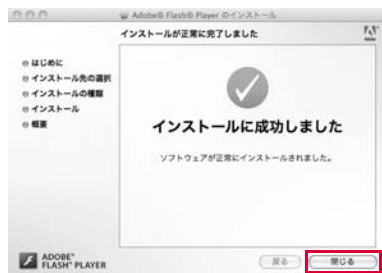 Adobe® Flash® Player のインストール
インストールが正常に完了しました
Adobe
はじめに
インストール先の選択
インストールの種類
インストール
概要
インストールに成功しました
ソフトウェアが正常にインストールされました。
ADOBE®
FLASH® PLAYER
戻る
閉じる